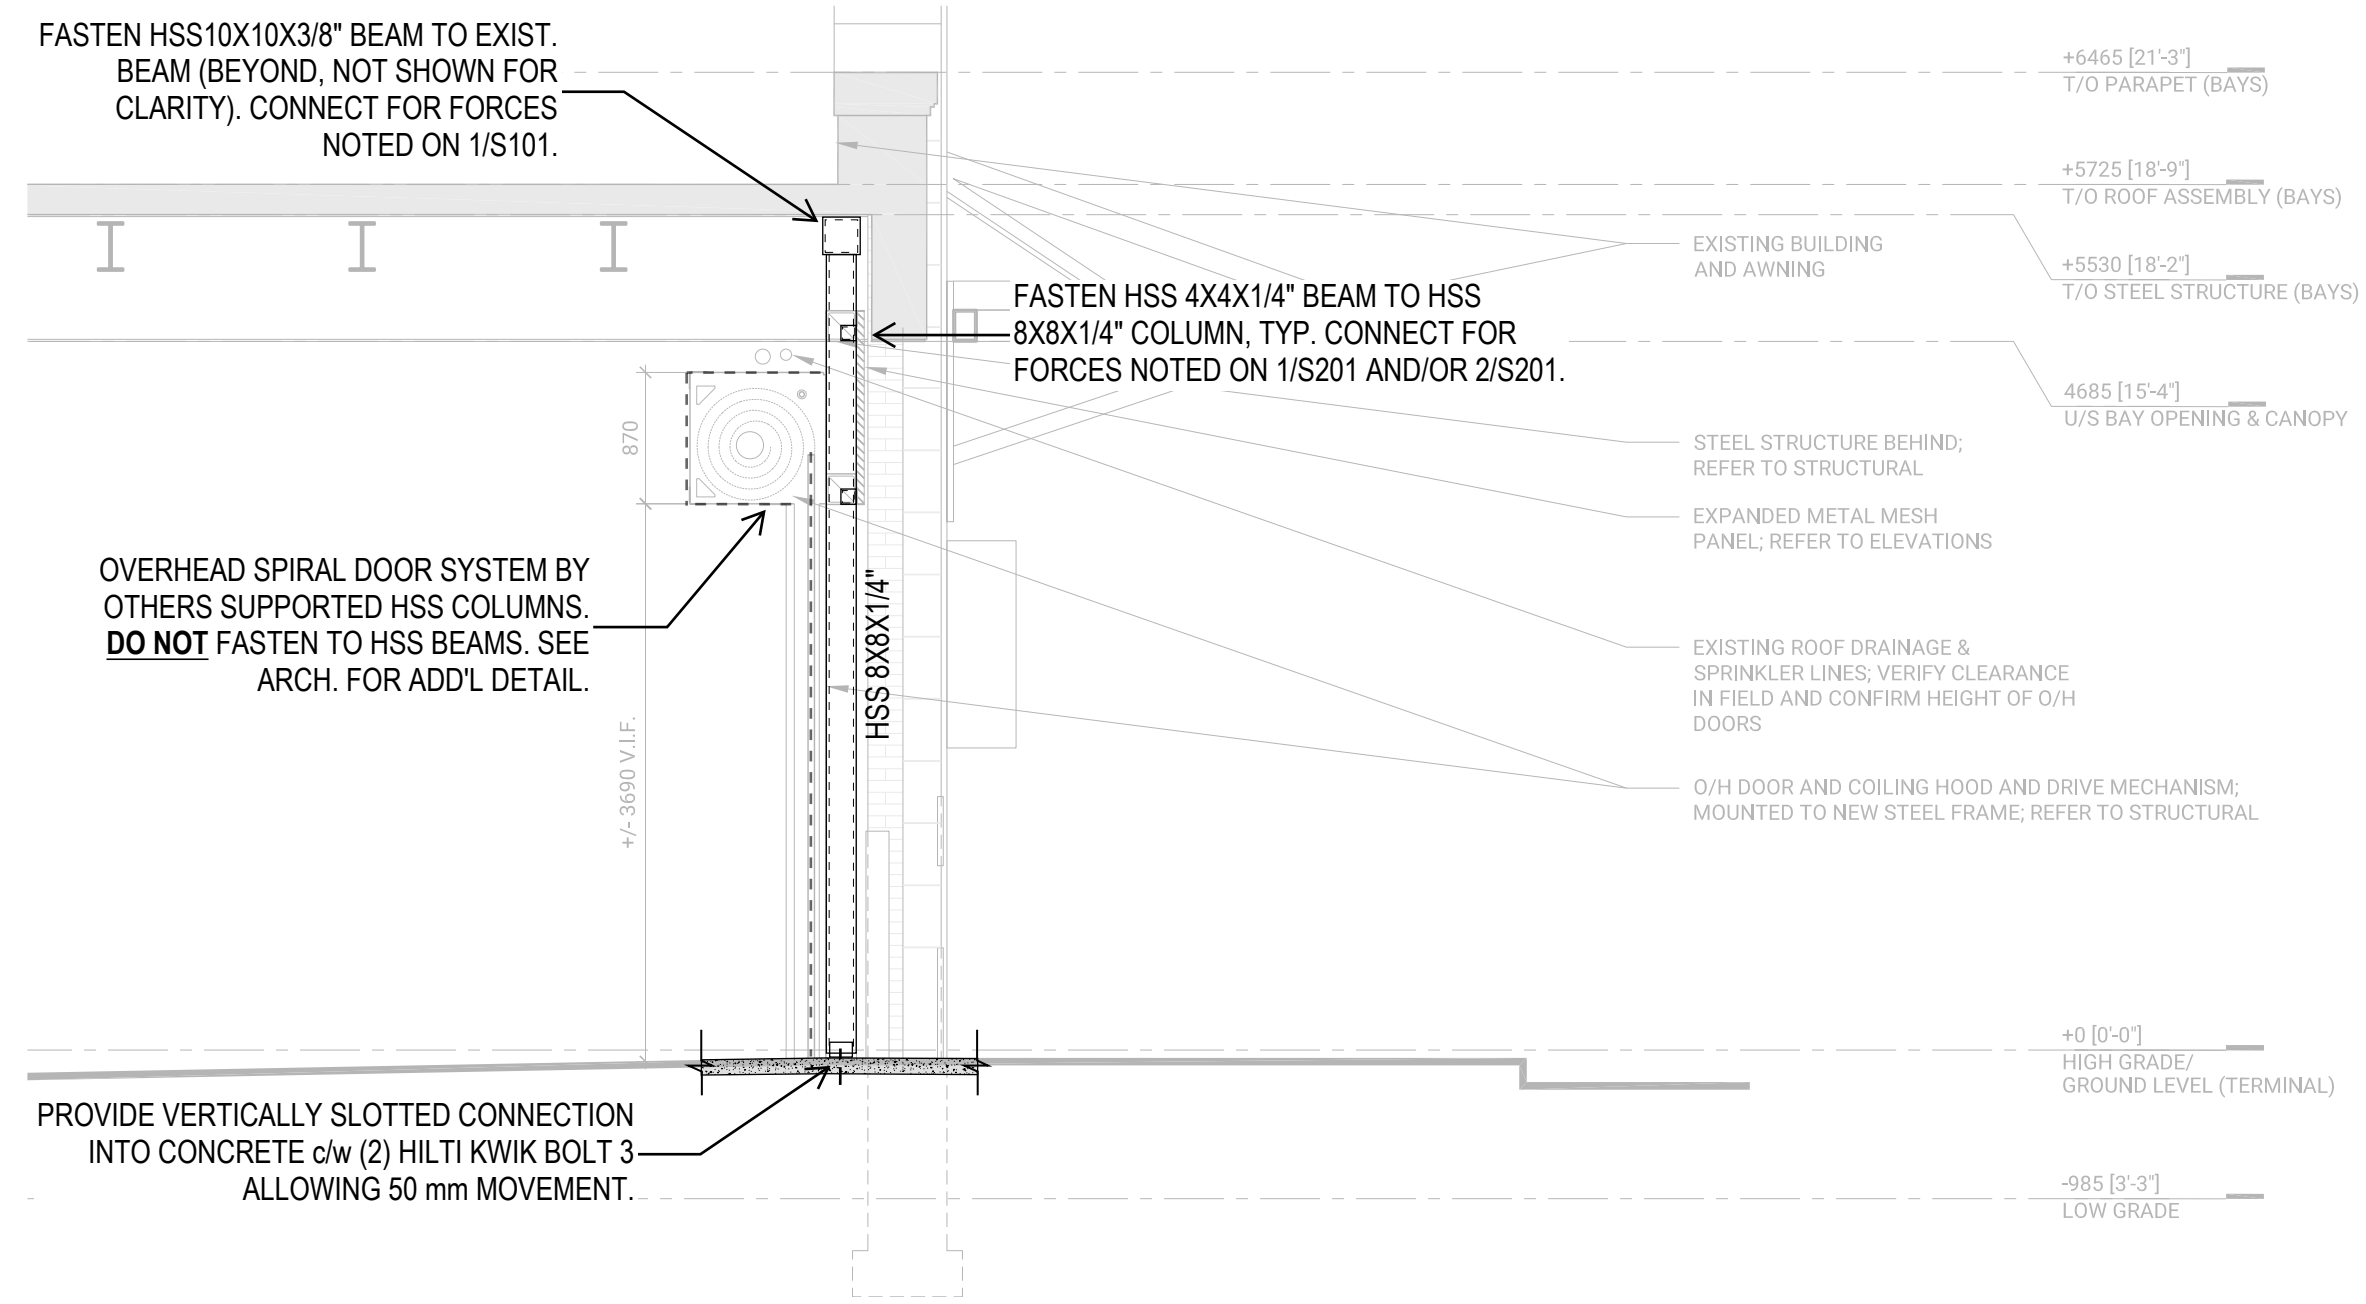 FASTEN HSS10X10X3/8" BEAM TO EXIST.
BEAM (BEYOND, NOT SHOWN FOR
CLARITY). CONNECT FOR FORCES
NOTED ON 1/S101.
+6465 [21'-3"]
T/O PARAPET (BAYS)
+5725 [18'-9"]
T/O ROOF ASSEMBLY (BAYS)
EXISTING BUILDING
AND AWNING
+5530 [18'-2"]
T/O STEEL STRUCTURE (BAYS)
FASTEN HSS 4X4X1/4" BEAM TO HSS
8X8X1/4" COLUMN, TYP. CONNECT FOR
FORCES NOTED ON 1/S201 AND/OR 2/S201.
4685 [15'-4"]
U/S BAY OPENING & CANOPY
870
STEEL STRUCTURE BEHIND;
REFER TO STRUCTURAL
EXPANDED METAL MESH
PANEL; REFER TO ELEVATIONS
OVERHEAD SPIRAL DOOR SYSTEM BY
OTHERS SUPPORTED HSS COLUMNS.
DO NOT FASTEN TO HSS BEAMS. SEE
ARCH. FOR ADD'L DETAIL.
HSS 8X8X1/4"
EXISTING ROOF DRAINAGE &
SPRINKLER LINES; VERIFY CLEARANCE
IN FIELD AND CONFIRM HEIGHT OF O/H
DOORS
+/- 3690 V.I.F.
O/H DOOR AND COILING HOOD AND DRIVE MECHANISM;
MOUNTED TO NEW STEEL FRAME; REFER TO STRUCTURAL
+0 [0'-0"]
HIGH GRADE/
GROUND LEVEL (TERMINAL)
PROVIDE VERTICALLY SLOTTED CONNECTION
INTO CONCRETE c/w (2) HILTI KWIK BOLT 3
ALLOWING 50 mm MOVEMENT.
-985 [3'-3"]
LOW GRADE